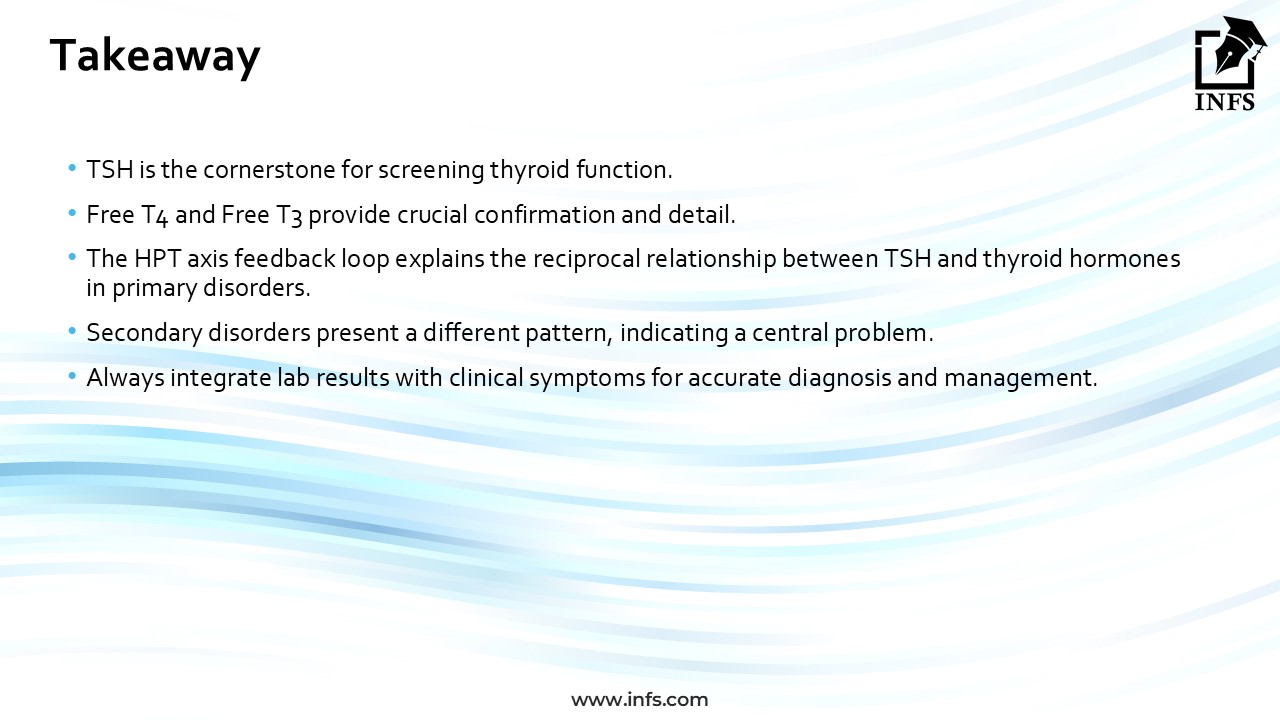 Takeaway
INFS
• TSH is the cornerstone for screening thyroid function.
• Free T4 and Free T3 provide crucial confirmation and detail.
• The HPT axis feedback loop explains the reciprocal relationship between TSH and thyroid hormones
in primary disorders.
• Secondary disorders present a different pattern, indicating a central problem.
• Always integrate lab results with clinical symptoms for accurate diagnosis and management.
www.infs.com